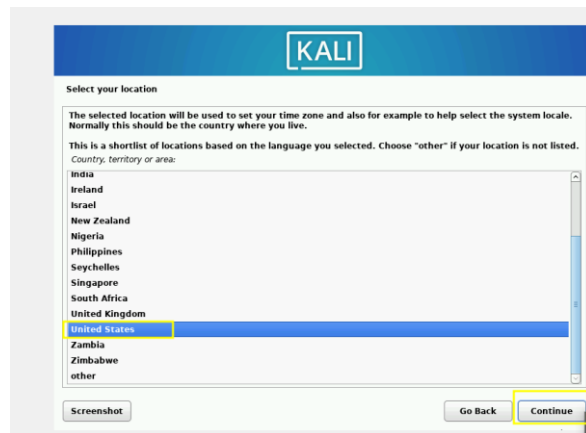 KALI
Select your location
The selected location will be used to set your time zone and also for example to help select the system locale.
Normally this should be the country where you live.
This is a shortlist of locations based on the language you selected. Choose "other" if your location is not listed.
Country, territory or area:
India
Ireland
Israel
New Zealand
Nigeria
Philippines
Seychelles
Singapore
South Africa
United Kingdom
United States
Zambia
Zimbabwe
other
Screenshot
Go Back
Continue